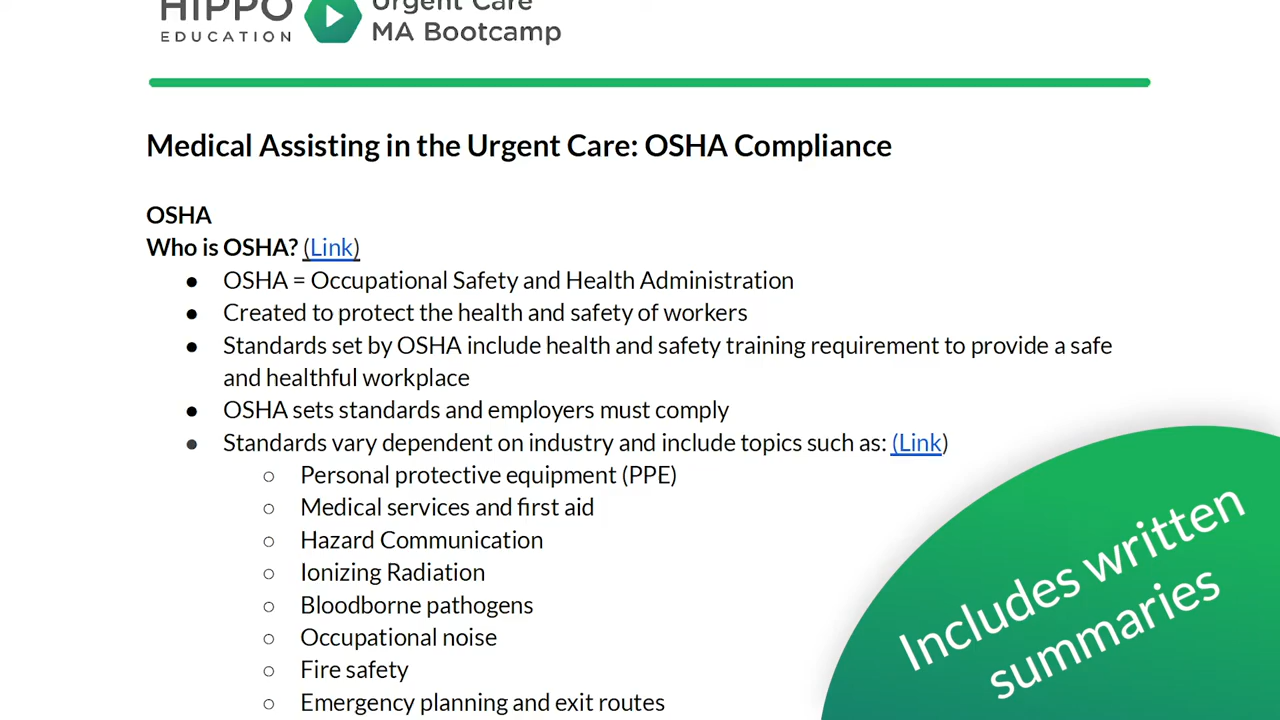 HIPPO
EDUCATION
Urgent Care
MA Bootcamp
Medical Assisting in the Urgent Care: OSHA Compliance
OSHA
Who is OSHA? (Link)
● OSHA = Occupational Safety and Health Administration
● Created to protect the health and safety of workers
● Standards set by OSHA include health and safety training requirement to provide a safe
and healthful workplace
● OSHA sets standards and employers must comply
● Standards vary dependent on industry and include topics such as: (Link)
○ Personal protective equipment (PPE)
○ Medical services and first aid
○ Hazard Communication
○ Ionizing Radiation
○ Bloodborne pathogens
○ Occupational noise
○ Fire safety
○ Emergency planning and exit routes
Includes written
summaries